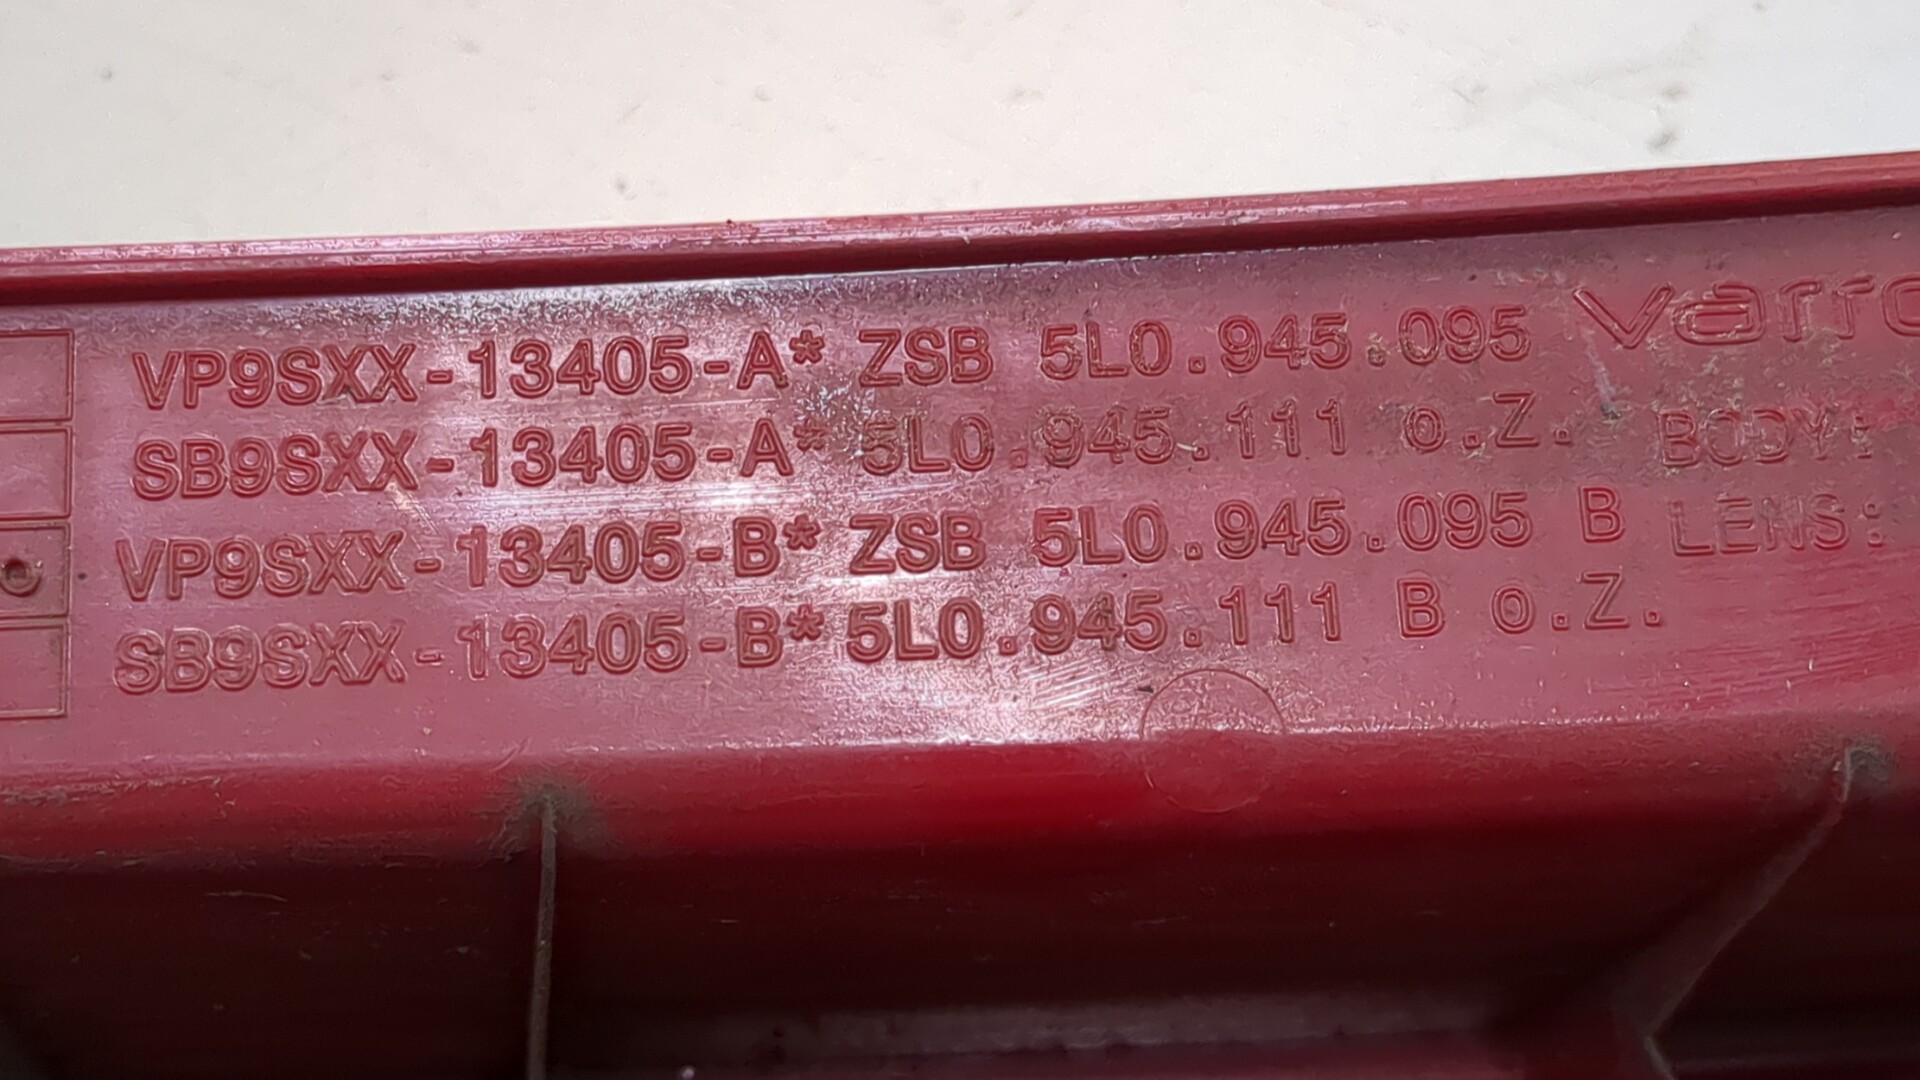 VP9SXX-13405-A* ZSB 5L0.945.095
SB9SXX-13405-A* 5L0.945.111 o.Z.
VP9SXX-13405-B* ZSB 5L0.945.095 B
SB9SXX-13405-B* 5L0.945.111 B o.Z.
BODY:
LENS: